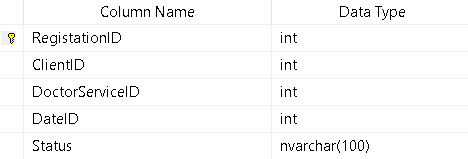 Column Name Data Type
RegistationID int
ClientID int
DoctorServiceID int
DateID int
Status nvarchar(100)